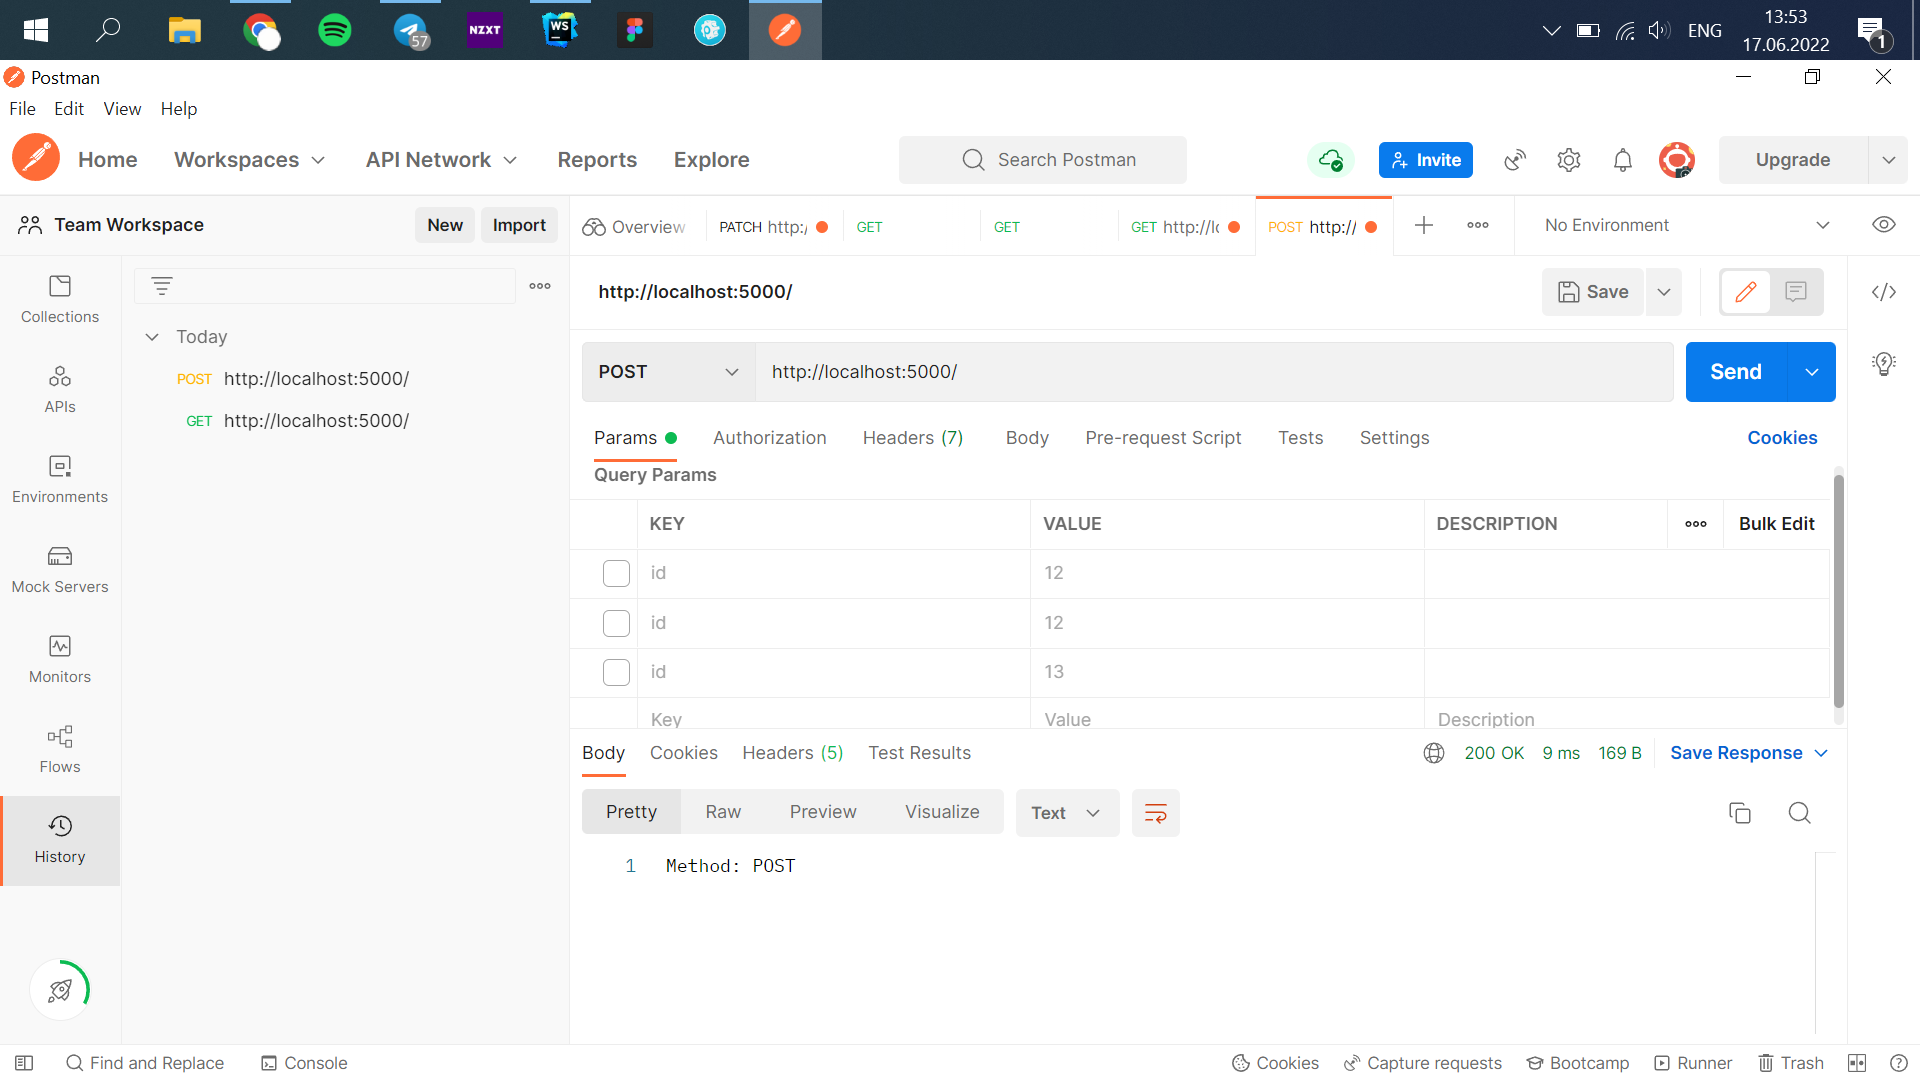 57
NZXT
WS
ENG
13:53
17.06.2022
1
Postman
File Edit View Help
Home Workspaces API Network Reports Explore
Search Postman
Invite
Upgrade
Team Workspace
New Import
Overview
PATCH http:/
GET
GET
GET http://lo
POST http://
No Environment
Collections
APIs
Environments
Mock Servers
Monitors
Flows
History
Today
POST http://localhost:5000/
GET http://localhost:5000/
http://localhost:5000/
Save
POST http://localhost:5000/
Send
Params Authorization Headers (7) Body Pre-request Script Tests Settings Cookies
Query Params
KEY VALUE DESCRIPTION Bulk Edit
id 12
id 12
id 13
Key Value Description
Body Cookies Headers (5) Test Results 200 OK 9 ms 169 B Save Response
Pretty Raw Preview Visualize Text
1 Method: POST
Find and Replace Console Cookies Capture requests Bootcamp Runner Trash